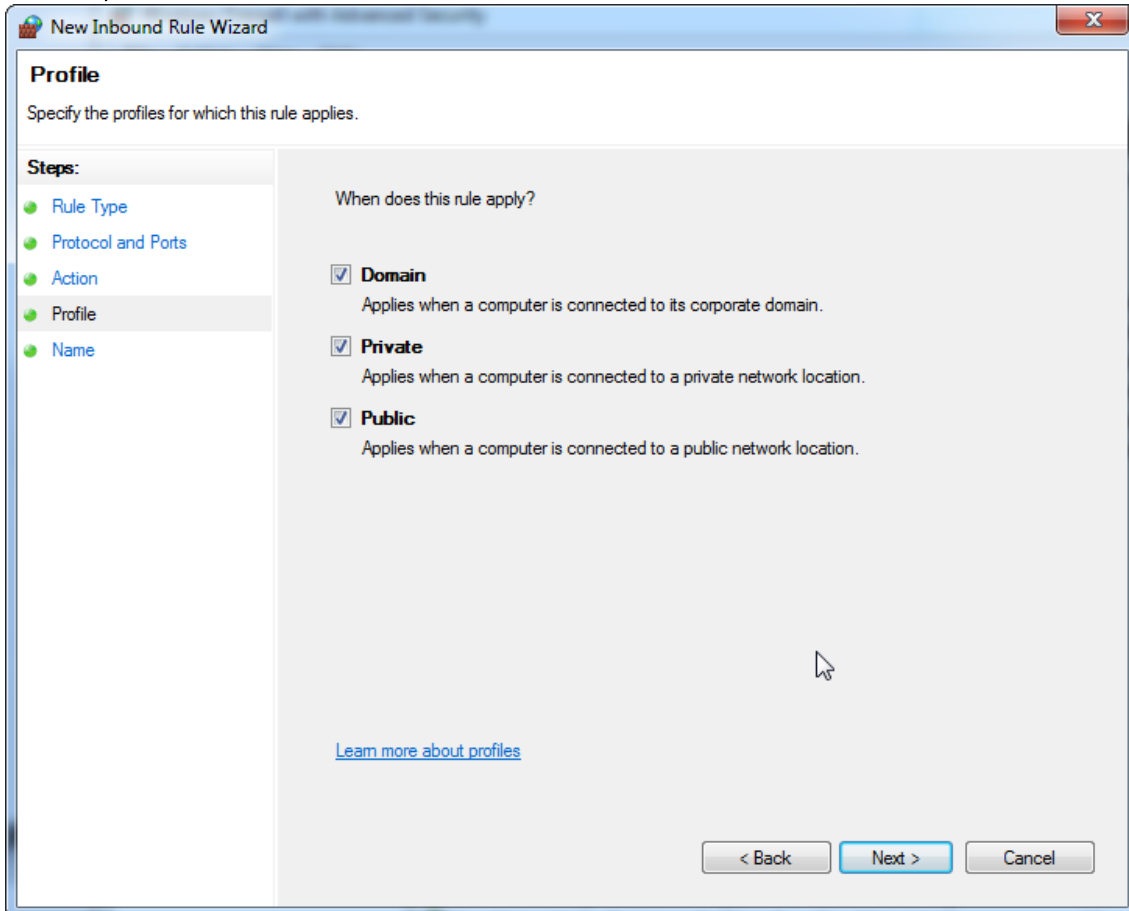 New Inbound Rule Wizard
Profile
Specify the profiles for which this rule applies.
Steps:
Rule Type
Protocol and Ports
Action
Profile
Name
When does this rule apply?
Domain
Applies when a computer is connected to its corporate domain.
Private
Applies when a computer is connected to a private network location.
Public
Applies when a computer is connected to a public network location.
Learn more about profiles
< Back
Next >
Cancel